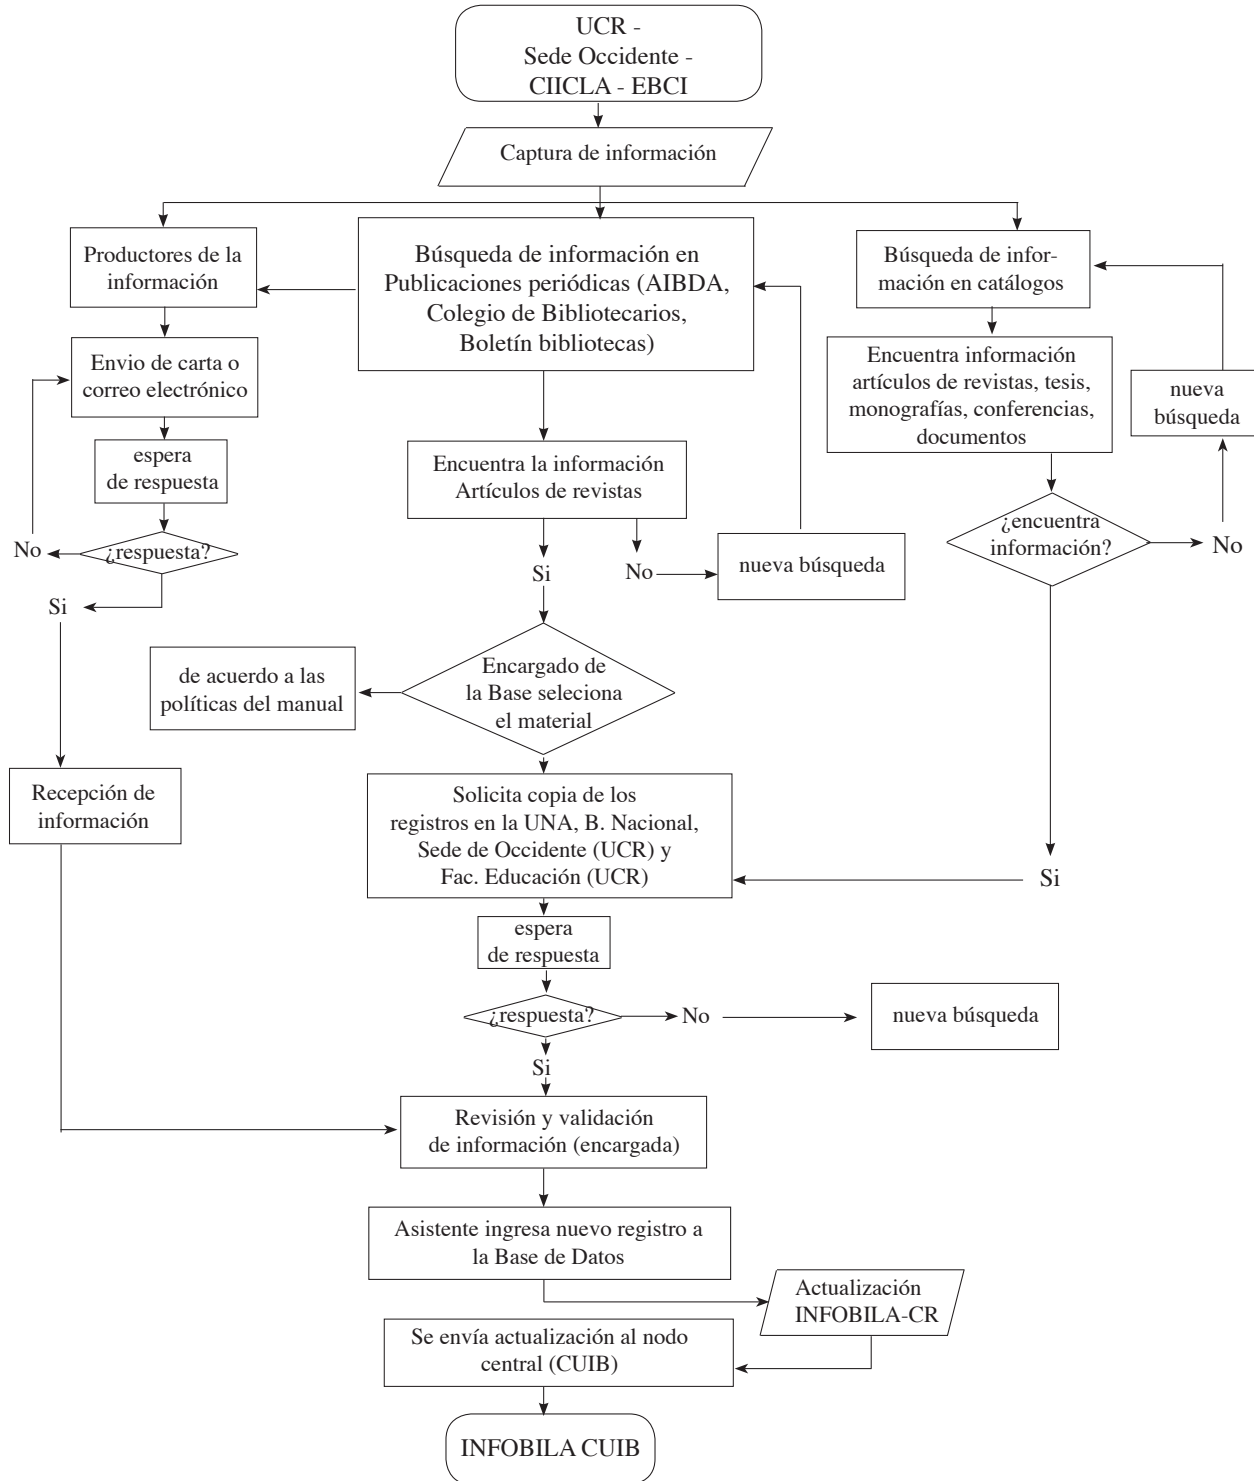 UCR -
Sede Occidente -
CIICLA - EBCI
Captura de información
Productores de la
información
Búsqueda de información en
Publicaciones periódicas (AIBDA,
Colegio de Bibliotecarios,
Boletín bibliotecas)
Búsqueda de infor-
mación en catálogos
Envio de carta o
correo electrónico
Encuentra información
artículos de revistas, tesis,
monografías, conferencias,
documentos
nueva
búsqueda
espera
de respuesta
Encuentra la información
Artículos de revistas
¿respuesta?
No
Si
No
nueva búsqueda
¿encuentra
información?
No
Si
de acuerdo a las
políticas del manual
Encargado de
la Base seleciona
el material
Recepción de
información
Solicita copia de los
registros en la UNA, B. Nacional,
Sede de Occidente (UCR) y
Fac. Educación (UCR)
Si
espera
de respuesta
¿respuesta?
No
nueva búsqueda
Si
Revisión y validación
de información (encargada)
Asistente ingresa nuevo registro a
la Base de Datos
Actualización
INFOBILA-CR
Se envía actualización al nodo
central (CUIB)
INFOBILA CUIB